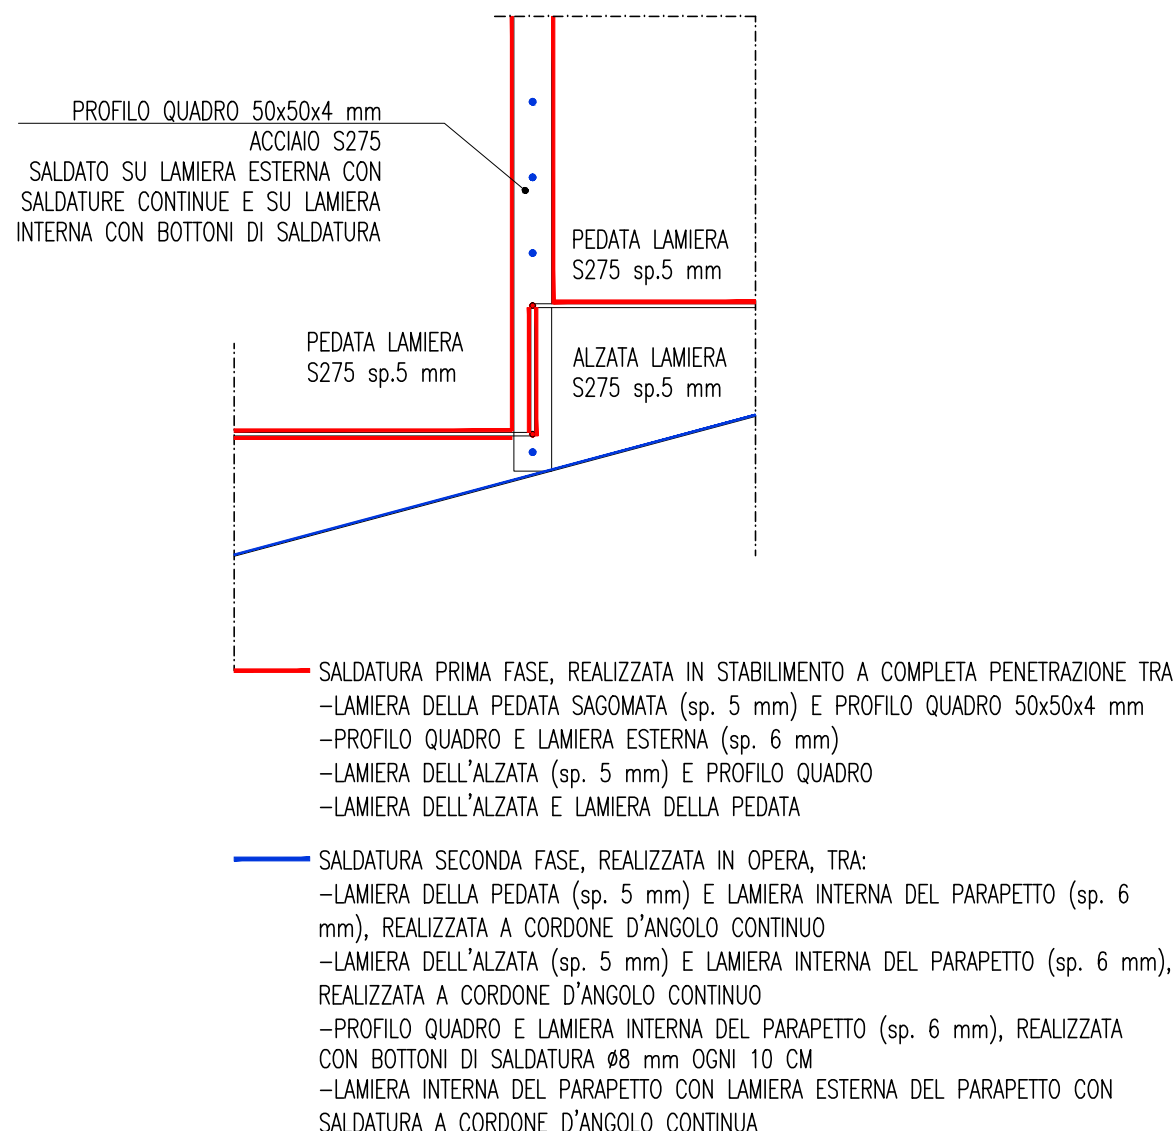 PROFILO QUADRO 50x50x4 mm
ACCIAIO S275
SALDATO SU LAMIERA ESTERNA CON
SALDATURE CONTINUE E SU LAMIERA
INTERNA CON BOTTONI DI SALDATURA
PEDATA LAMIERA
S275 sp.5 mm
PEDATA LAMIERA
S275 sp.5 mm
ALZATA LAMIERA
S275 sp.5 mm
SALDATURA PRIMA FASE, REALIZZATA IN STABILIMENTO A COMPLETA PENETRAZIONE TRA
-LAMIERA DELLA PEDATA SAGOMATA (sp. 5 mm) E PROFILO QUADRO 50x50x4 mm
-PROFILO QUADRO E LAMIERA ESTERNA (sp. 6 mm)
-LAMIERA DELL'ALZATA (sp. 5 mm) E PROFILO QUADRO
-LAMIERA DELL'ALZATA E LAMIERA DELLA PEDATA
SALDATURA SECONDA FASE, REALIZZATA IN OPERA, TRA:
-LAMIERA DELLA PEDATA (sp. 5 mm) E LAMIERA INTERNA DEL PARAPETTO (sp. 6
mm), REALIZZATA A CORDONE D'ANGOLO CONTINUO
-LAMIERA DELL'ALZATA (sp. 5 mm) E LAMIERA INTERNA DEL PARAPETTO (sp. 6 mm),
REALIZZATA A CORDONE D'ANGOLO CONTINUO
-PROFILO QUADRO E LAMIERA INTERNA DEL PARAPETTO (sp. 6 mm), REALIZZATA
CON BOTTONI DI SALDATURA ø8 mm OGNI 10 CM
-LAMIERA INTERNA DEL PARAPETTO CON LAMIERA ESTERNA DEL PARAPETTO CON
SALDATURA A CORDONE D'ANGOLO CONTINUA